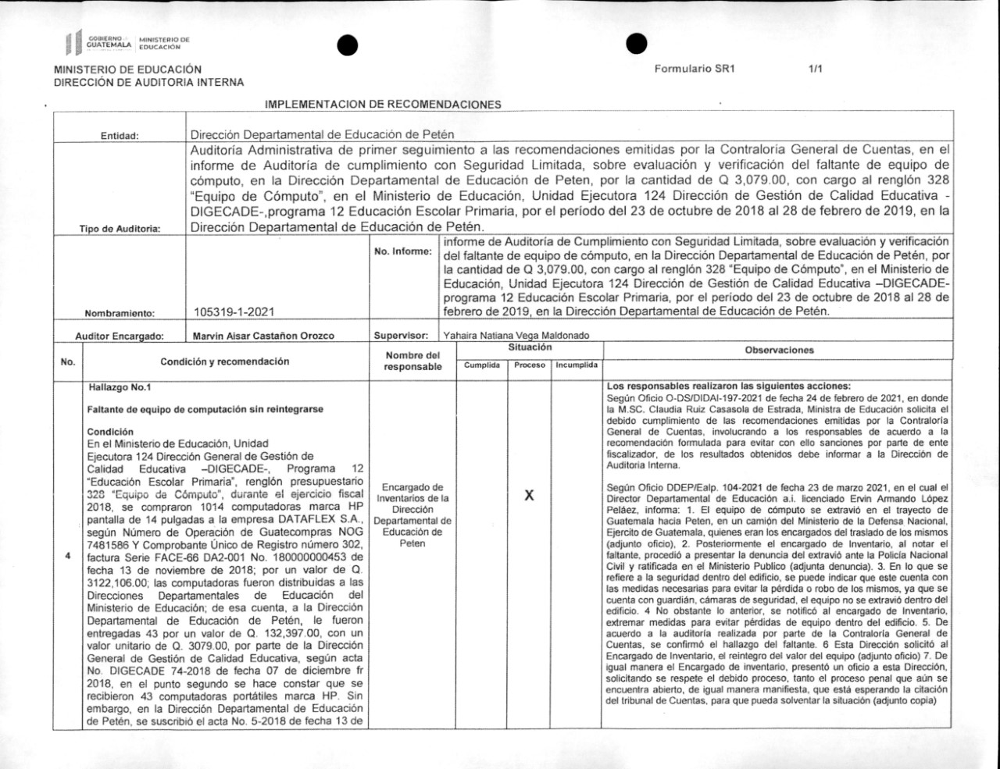 GOBIERNO DE
GUATEMALA
MINISTERIO DE
EDUCACIÓN
MINISTERIO DE EDUCACIÓN
DIRECCIÓN DE AUDITORIA INTERNA
Formulario SR1 1/1
IMPLEMENTACION DE RECOMENDACIONES
Entidad: Dirección Departamental de Educación de Petén
Tipo de Auditoria:
Auditoría Administrativa de primer seguimiento a las recomendaciones emitidas por la Contraloría General de Cuentas, en el
informe de Auditoría de cumplimiento con Seguridad Limitada, sobre evaluación y verificación del faltante de equipo de
cómputo, en la Dirección Departamental de Educación de Peten, por la cantidad de Q 3,079.00, con cargo al renglón 328
“Equipo de Cómputo”, en el Ministerio de Educación, Unidad Ejecutora 124 Dirección de Gestión de Calidad Educativa -
DIGECADE-,programa 12 Educación Escolar Primaria, por el período del 23 de octubre de 2018 al 28 de febrero de 2019, en la
Dirección Departamental de Educación de Petén.
Nombramiento: 105319-1-2021
No. Informe:
informe de Auditoría de Cumplimiento con Seguridad Limitada, sobre evaluación y verificación
del faltante de equipo de cómputo, en la Dirección Departamental de Educación de Petén, por
la cantidad de Q 3,079.00, con cargo al renglón 328 “Equipo de Cómputo”, en el Ministerio de
Educación, Unidad Ejecutora 124 Dirección de Gestión de Calidad Educativa –DIGECADE-
programa 12 Educación Escolar Primaria, por el período del 23 de octubre de 2018 al 28 de
febrero de 2019, en la Dirección Departamental de Educación de Petén.
Auditor Encargado: Marvin Aisar Castañon Orozco Supervisor: Yahaira Natiana Vega Maldonado
No.
Condición y recomendación
Nombre del
responsable
Situación
Cumplida Proceso Incumplida
Observaciones
4
Hallazgo No.1
Faltante de equipo de computación sin reintegrarse
Condición
En el Ministerio de Educación, Unidad
Ejecutora 124 Dirección General de Gestión de
Calidad Educativa –DIGECADE-, Programa 12
“Educación Escolar Primaria”, renglón presupuestario
328 “Equipo de Cómputo”, durante el ejercicio fiscal
2018, se compraron 1014 computadoras marca HP
pantalla de 14 pulgadas a la empresa DATAFLEX S.A.,
según Número de Operación de Guatecompras NOG
7481586 Y Comprobante Único de Registro número 302,
factura Serie FACE-66 DA2-001 No. 180000000453 de
fecha 13 de noviembre de 2018; por un valor de Q.
3122,106.00; las computadoras fueron distribuidas a las
Direcciones Departamentales de Educación del
Ministerio de Educación; de esa cuenta, a la Dirección
Departamental de Educación de Petén, le fueron
entregadas 43 por un valor de Q. 132,397.00, con un
valor unitario de Q. 3079.00, por parte de la Dirección
General de Gestión de Calidad Educativa, según acta
No. DIGECADE 74-2018 de fecha 07 de diciembre fr
2018, en el punto segundo se hace constar que se
recibieron 43 computadoras portátiles marca HP. Sin
embargo, en la Dirección Departamental de Educación
de Petén, se suscribió el acta No. 5-2018 de fecha 13 de
Encargado de
Inventarios de la
Dirección
Departamental de
Educación de
Peten
X
Los responsables realizaron las siguientes acciones:
Según Oficio O-DS/DIDAI-197-2021 de fecha 24 de febrero de 2021, en donde
la M.SC. Claudia Ruiz Casasola de Estrada, Ministra de Educación solicita el
debido cumplimiento de las recomendaciones emitidas por la Contraloría
General de Cuentas, involucrando a los responsables de acuerdo a la
recomendación formulada para evitar con ello sanciones por parte de ente
fiscalizador, de los resultados obtenidos debe informar a la Dirección de
Auditoria Interna.
Según Oficio DDEP/Ealp. 104-2021 de fecha 23 de marzo 2021, en el cual el
Director Departamental de Educación a.i. licenciado Ervin Armando López
Peláez, informa: 1. El equipo de cómputo se extravió en el trayecto de
Guatemala hacia Peten, en un camión del Ministerio de la Defensa Nacional,
Ejercito de Guatemala, quienes eran los encargados del traslado de los mismos
(adjunto oficio), 2. Posteriormente el encargado de Inventario, al notar el
faltante, procedió a presentar la denuncia del extravió ante la Policía Nacional
Civil y ratificada en el Ministerio Publico (adjunta denuncia). 3. En lo que se
refiere a la seguridad dentro del edificio, se puede indicar que este cuenta con
las medidas necesarias para evitar la pérdida o robo de los mismos, ya que se
cuenta con guardián, cámaras de seguridad, el equipo no se extravió dentro del
edificio. 4 No obstante lo anterior, se notificó al encargado de Inventario,
extremar medidas para evitar pérdidas de equipo dentro del edificio. 5. De
acuerdo a la auditoría realizada por parte de la Contraloría General de
Cuentas, se confirmó el hallazgo del faltante. 6 Esta Dirección solicitó al
Encargado de Inventario, el reintegro del valor del equipo (adjunto oficio) 7. De
igual manera el Encargado de inventario, presentó un oficio a esta Dirección,
solicitando se respete el debido proceso, tanto el proceso penal que aún se
encuentra abierto, de igual manera manifiesta, que está esperando la citación
del tribunal de Cuentas, para que pueda solventar la situación (adjunto copia)